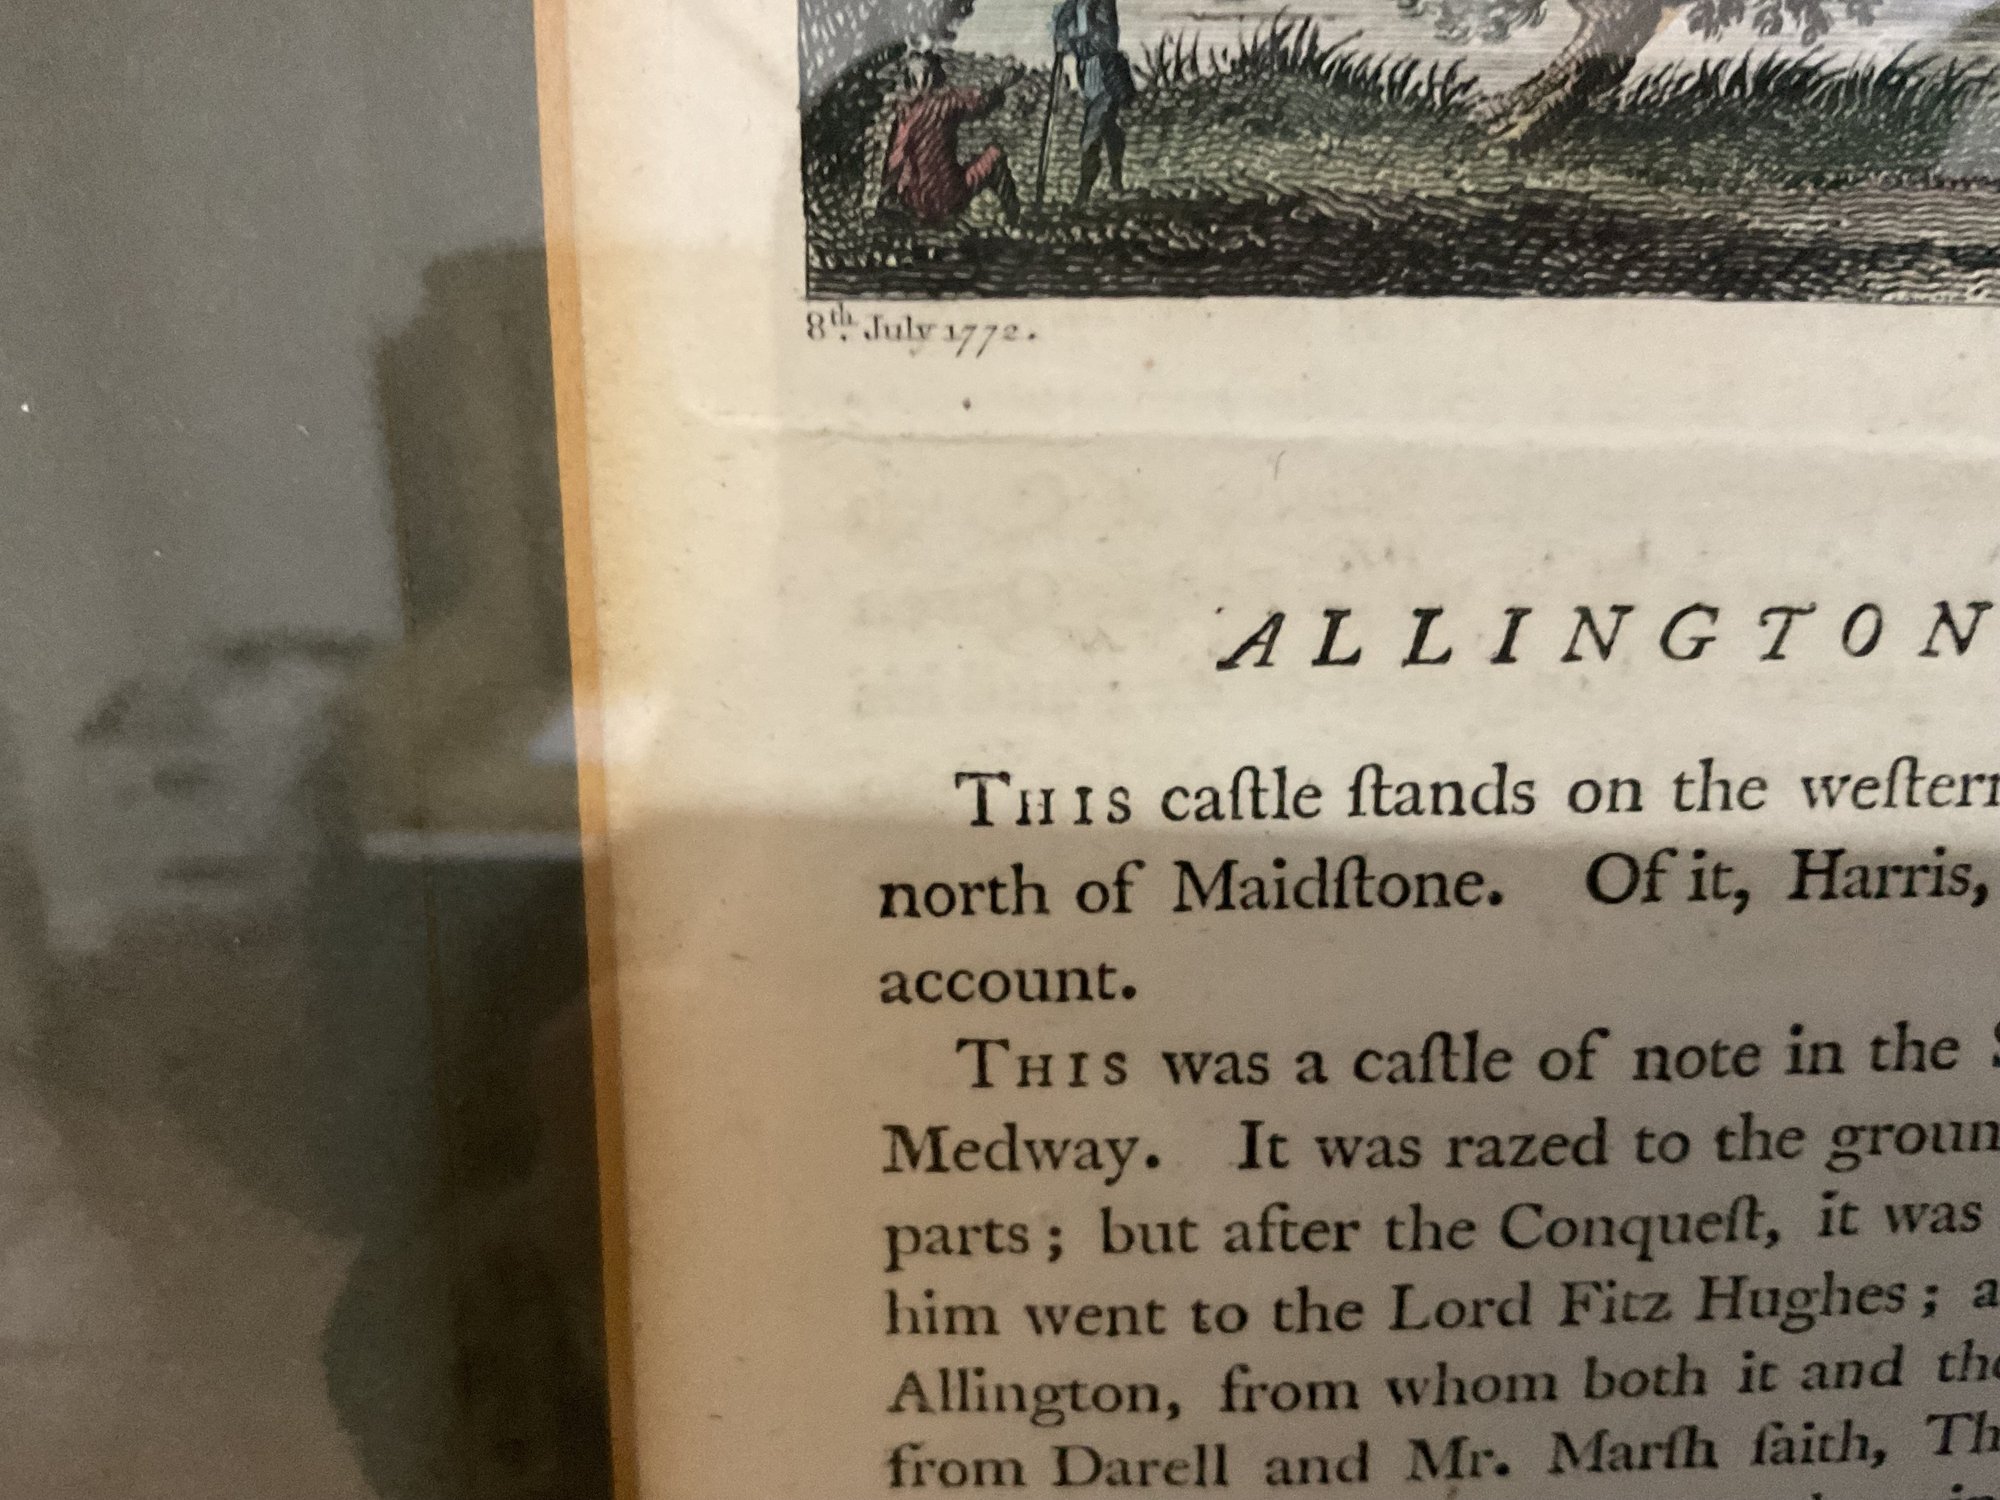 8th. July 1772.
ALLINGTON
THIS caſtle ſtands on the weſtern
north of Maidſtone. Of it, Harris,
account.
THIS was a caſtle of note in the
Medway. It was razed to the
parts; but after the Conqueſt, it was
him went to the Lord Fitz Hughes;
Allington, from whom both it and
from Darell and Mr. Marſh ſaith,